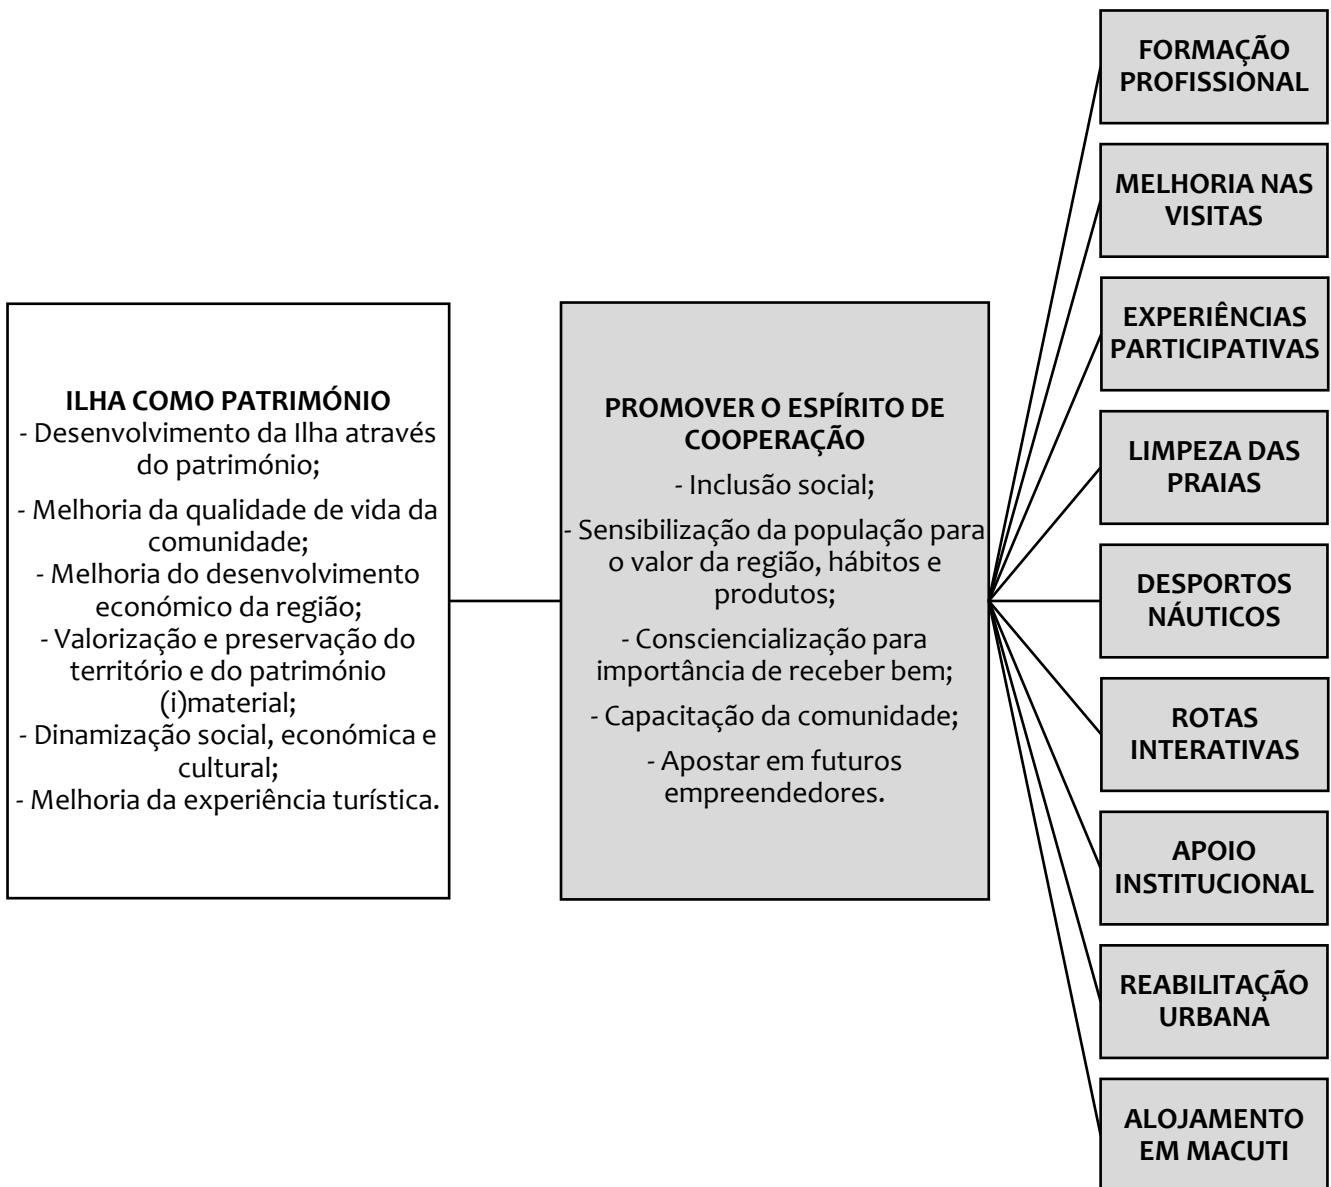 ILHA COMO PATRIMÓNIO
- Desenvolvimento da Ilha através
do património;
- Melhoria da qualidade de vida da
comunidade;
- Melhoria do desenvolvimento
económico da região;
- Valorização e preservação do
território e do património
(i)material;
- Dinamização social, económica e
cultural;
- Melhoria da experiência turística.
PROMOVER O ESPÍRITO DE
COOPERAÇÃO
- Inclusão social;
- Sensibilização da população para
o valor da região, hábitos e
produtos;
- Consciencialização para
importância de receber bem;
- Capacitação da comunidade;
- Apostar em futuros
empreendedores.
FORMAÇÃO
PROFISSIONAL
MELHORIA NAS
VISITAS
EXPERIÊNCIAS
PARTICIPATIVAS
LIMPEZA DAS
PRAIAS
DESPORTOS
NÁUTICOS
ROTAS
INTERATIVAS
APOIO
INSTITUCIONAL
REABILITAÇÃO
URBANA
ALOJAMENTO
EM MACUTI